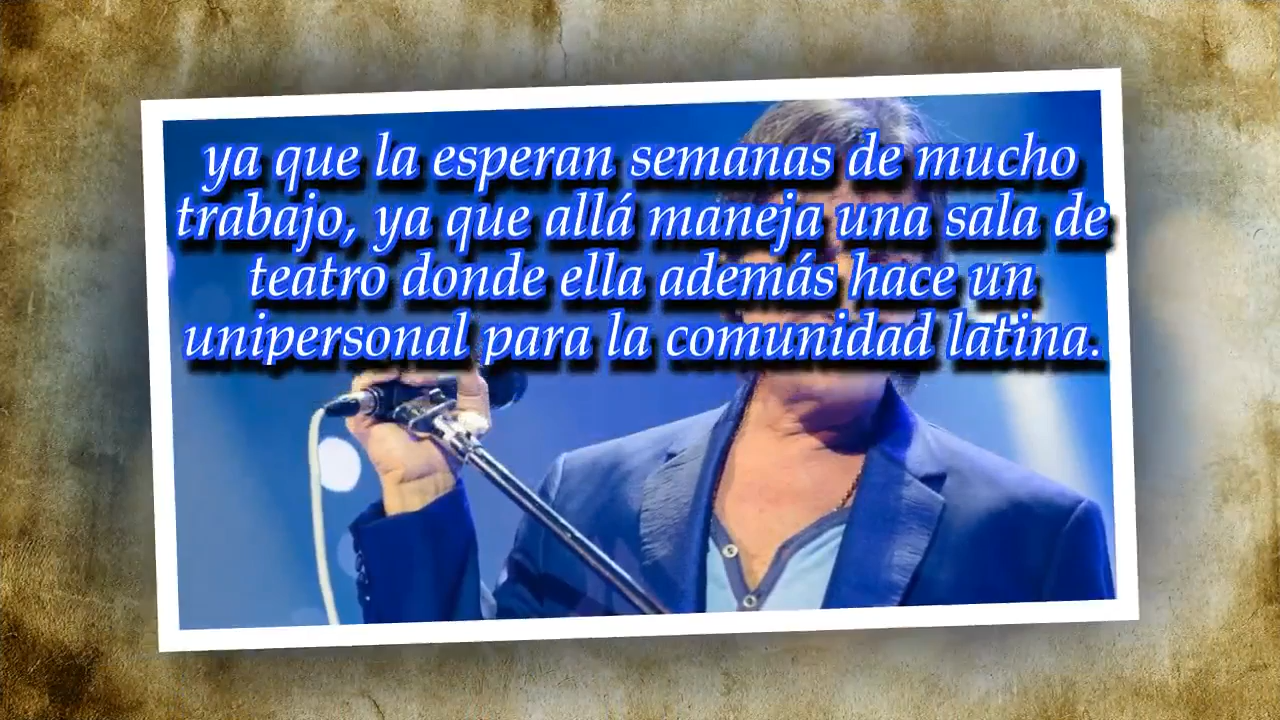 ya que la esperan semanas de mucho
trabajo, ya que allá maneja una sala de
teatro donde ella además hace un
unipersonal para la comunidad latina.